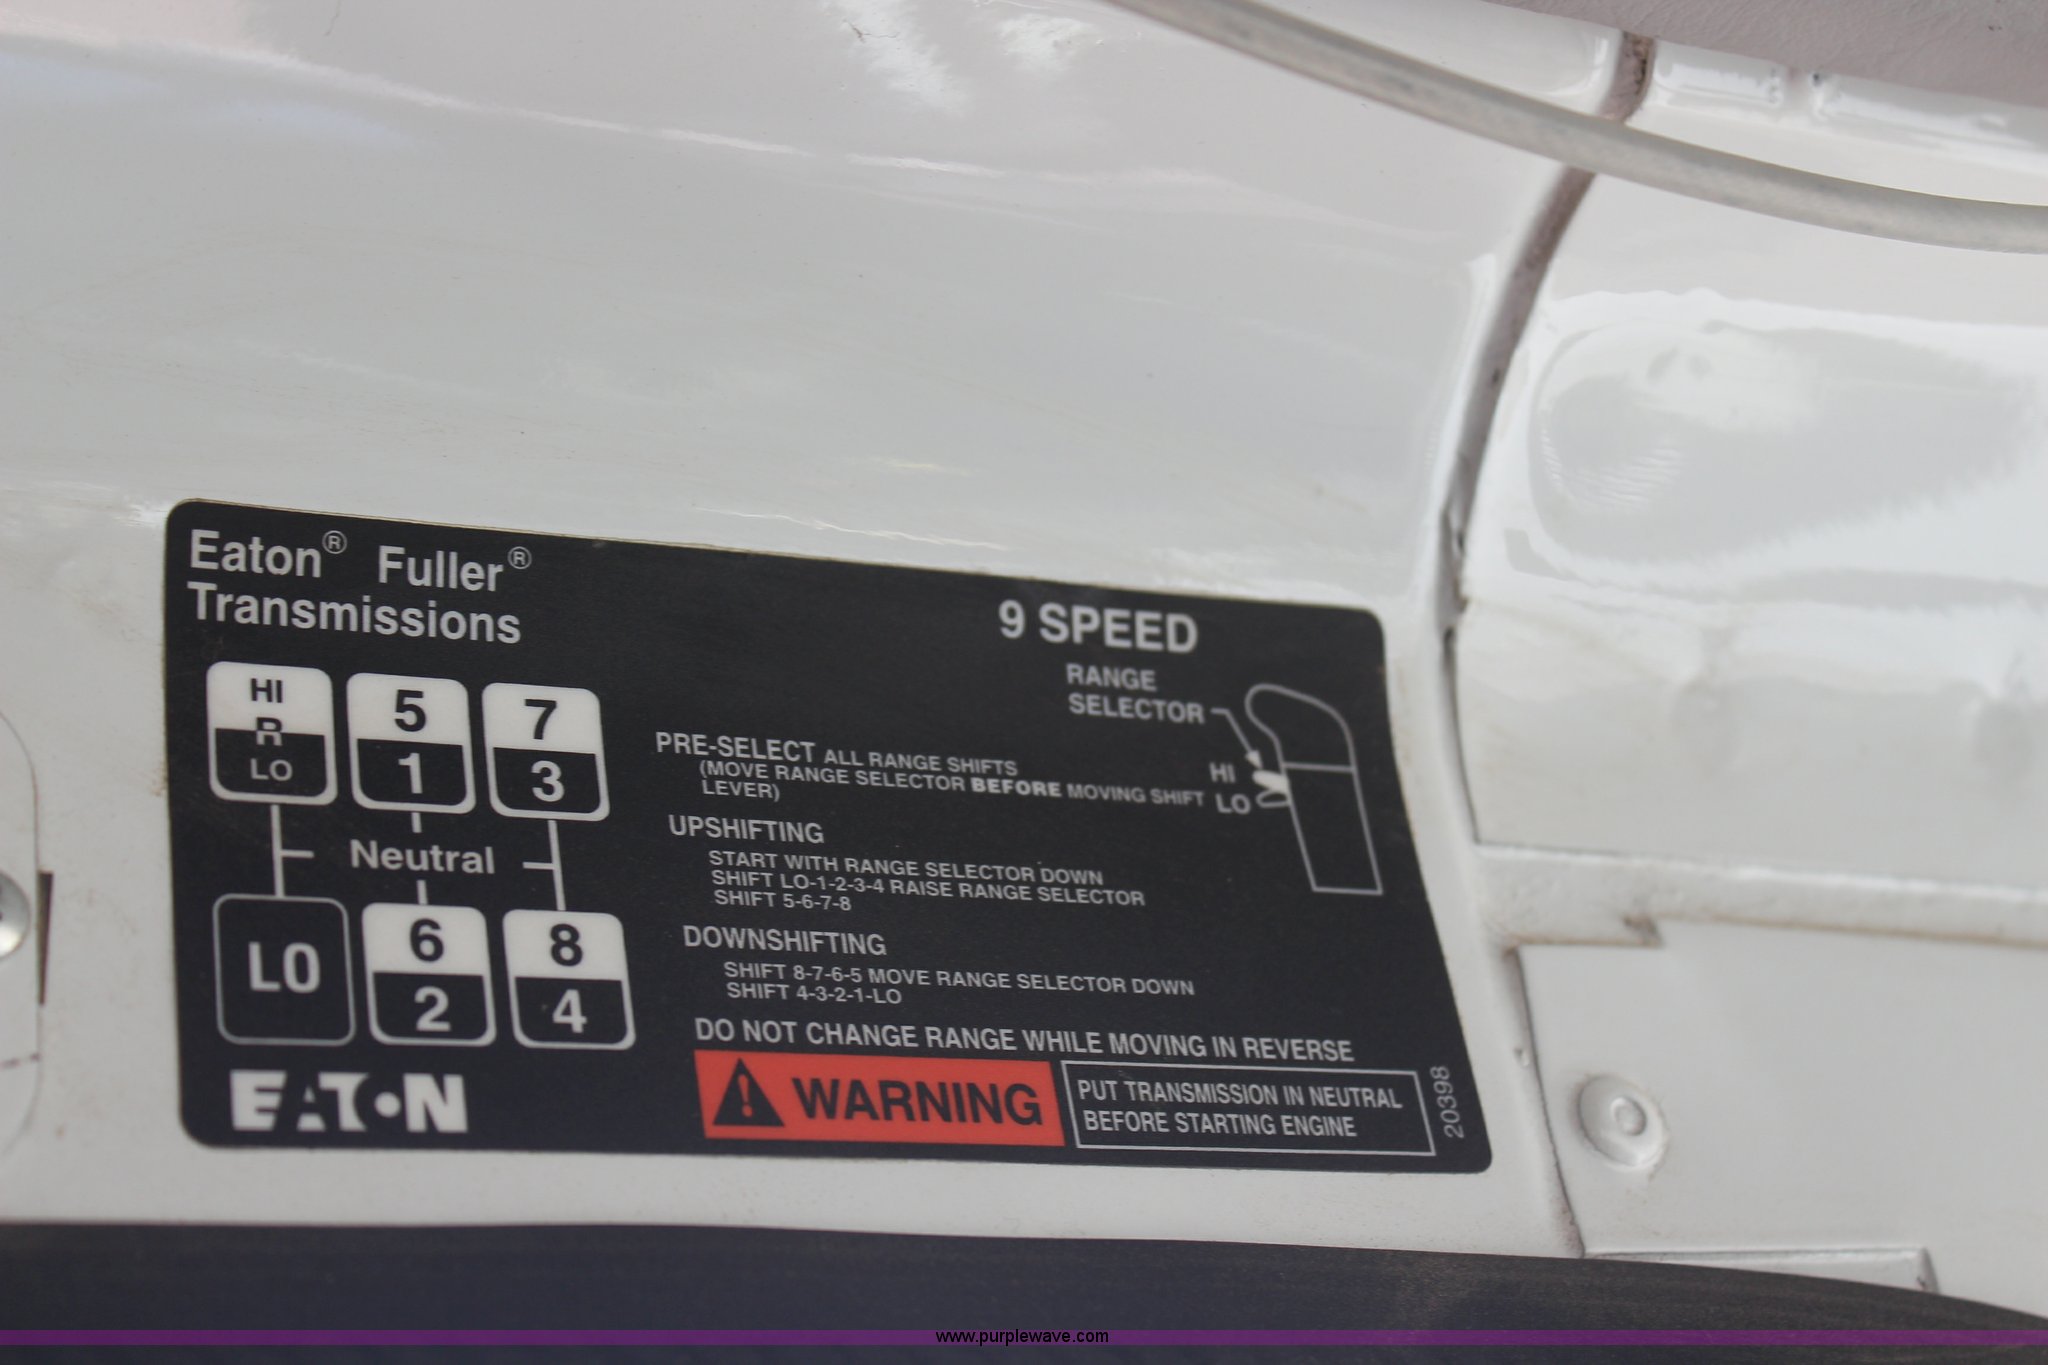 Eaton® Fuller®
Transmissions
9 SPEED
RANGE
SELECTOR
HI
LO
HI
R
LO
5
1
7
3
Neutral
LO
6
2
8
4
PRE-SELECT ALL RANGE SHIFTS
(MOVE RANGE SELECTOR BEFORE MOVING SHIFT
LEVER)
UPSHIFTING
START WITH RANGE SELECTOR DOWN
SHIFT LO-1-2-3-4 RAISE RANGE SELECTOR
SHIFT 5-6-7-8
DOWNSHIFTING
SHIFT 8-7-6-5 MOVE RANGE SELECTOR DOWN
SHIFT 4-3-2-1-LO
DO NOT CHANGE RANGE WHILE MOVING IN REVERSE
EATON
WARNING
PUT TRANSMISSION IN NEUTRAL
BEFORE STARTING ENGINE
20398
www.purplewave.com